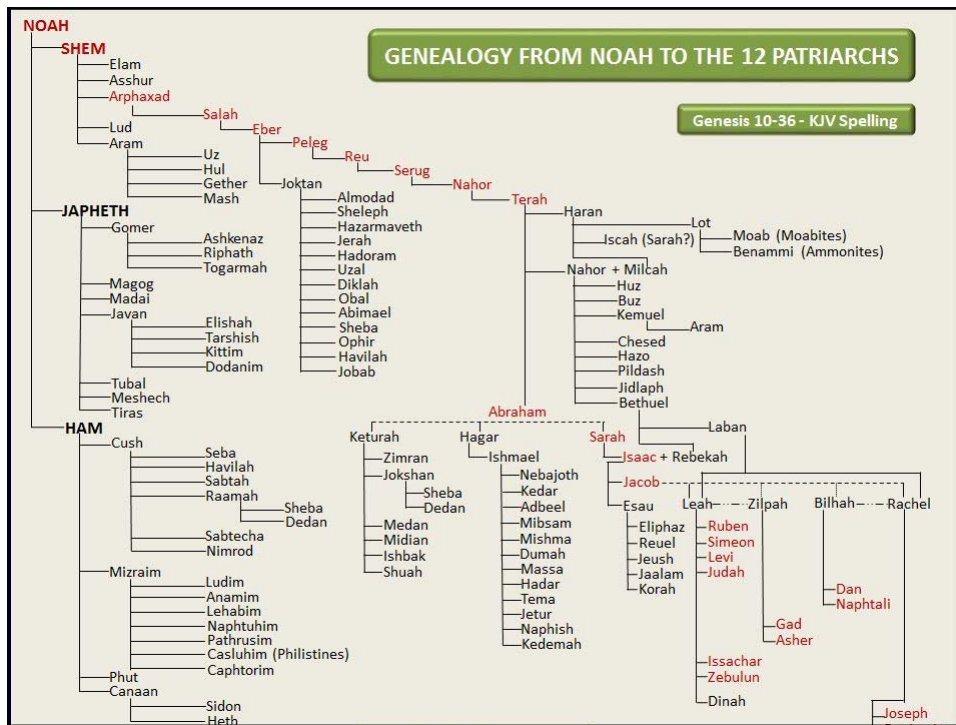 NOAH
SHEM
GENEALOGY FROM NOAH TO THE 12 PATRIARCHS
Genesis 10-36 - KJV Spelling
Elam
Asshur
Arphaxad
Salah
Eber
Peleg
Reu
Serug
Nahor
Terah
Lud
Aram
Uz
Hul
Gether
Mash
Joktan
Almodad
Sheleph
Hazarmaveth
Jerah
Hadoram
Uzal
Diklah
Obal
Abimael
Sheba
Ophir
Havilah
Jobab
Haran
Lot
Iscah (Sarah?)
Moab (Moabites)
Benammi (Ammonites)
Nahor + Milcah
Huz
Buz
Kemuel
Aram
Chesed
Hazo
Pildash
Jidlaph
Bethuel
Laban
JAPHETH
Gomer
Ashkenaz
Riphath
Togarmah
Magog
Madai
Javan
Elishah
Tarshish
Kittim
Dodanim
Tubal
Meshech
Tiras
HAM
Cush
Seba
Havilah
Sabtah
Raamah
Sheba
Dedan
Sabtecha
Nimrod
Mizraim
Ludim
Anamim
Lehabim
Naphtuhim
Pathrusim
Casluhim (Philistines)
Caphtorim
Phut
Canaan
Sidon
Heth
Abraham
Keturah
Hagar
Sarah
Zimran
Jokshan
Sheba
Dedan
Medan
Midian
Ishbak
Shuah
Ishmael
Nebajoth
Kedar
Adbeel
Mibsam
Mishma
Dumah
Massa
Hadar
Tema
Jetur
Naphish
Kedemah
Isaac + Rebekah
Jacob
Esau
Eliphaz
Reuel
Jeush
Jaalam
Korah
Leah
Zilpah
Bilhah
Rachel
Ruben
Simeon
Levi
Judah
Dan
Naphtali
Gad
Asher
Issachar
Zebulun
Dinah
Joseph